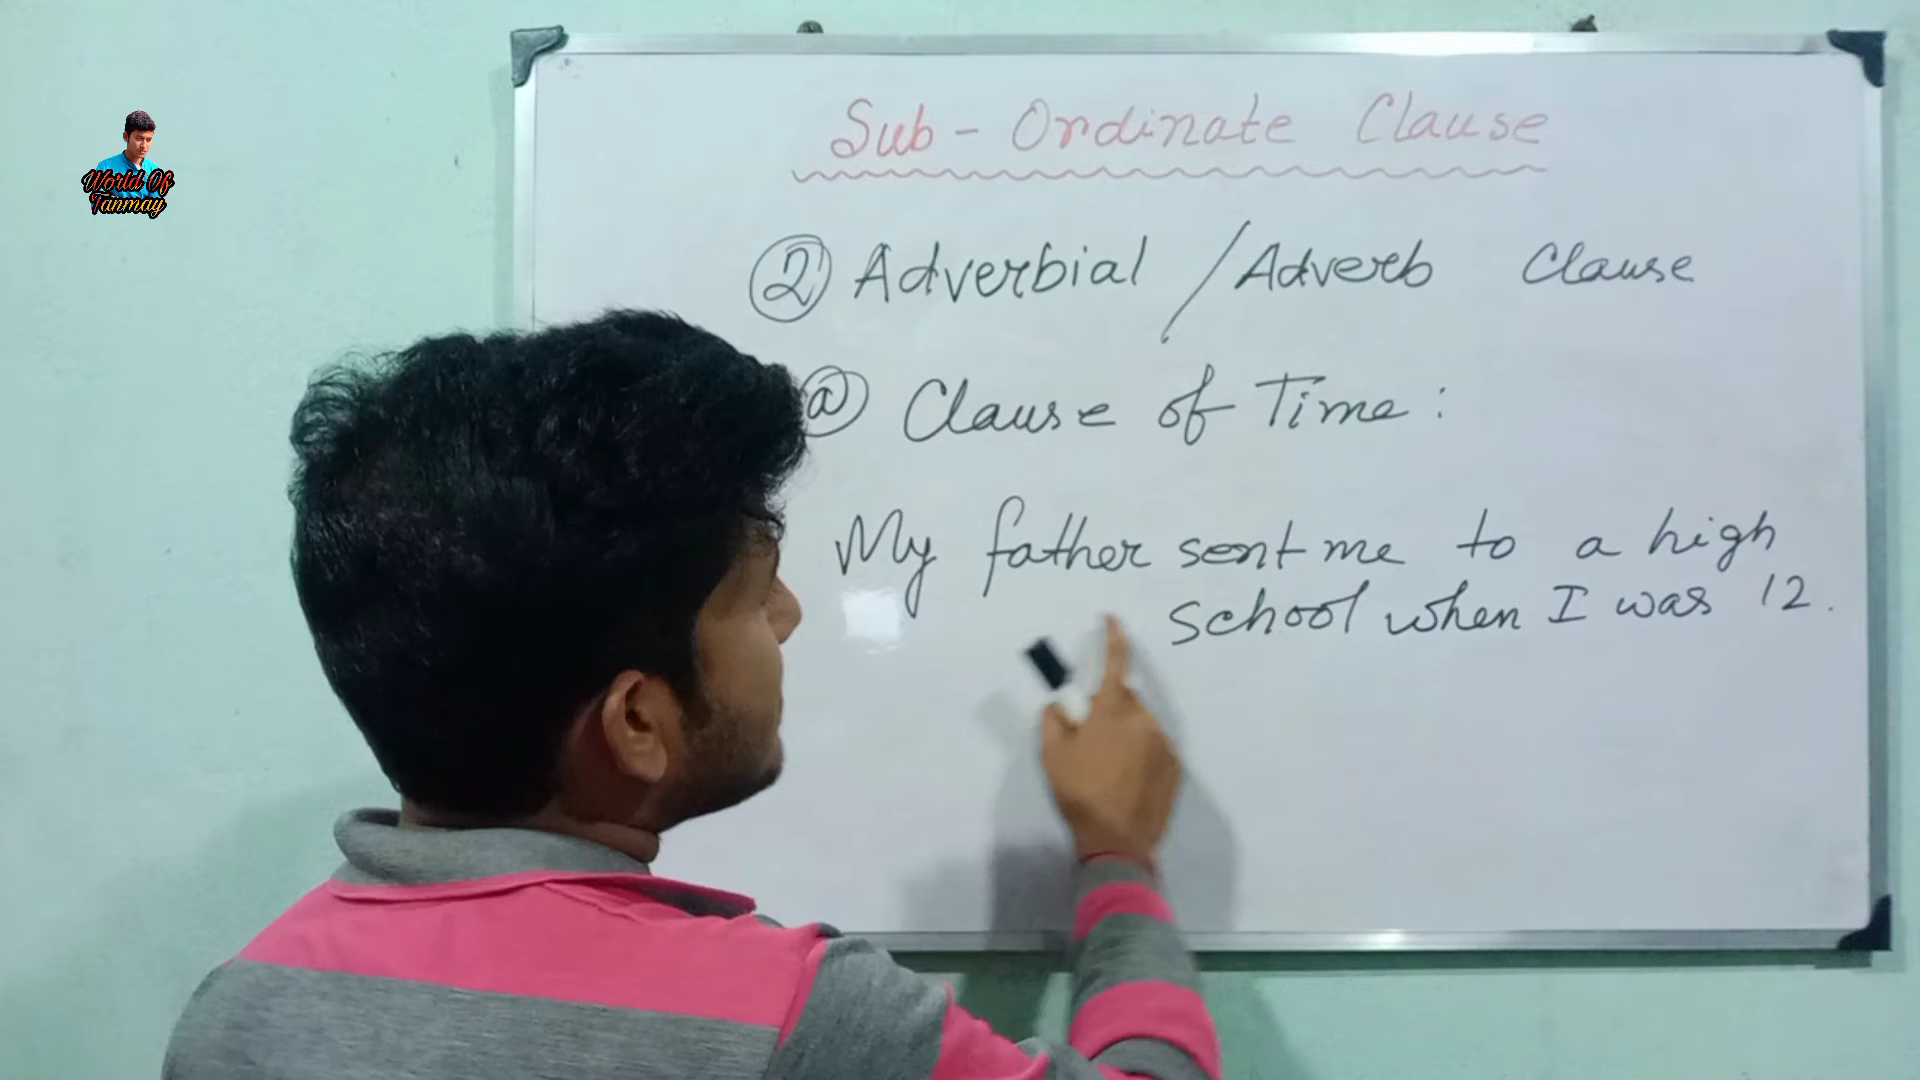 World Of
Tanmay
Sub-Ordinate Clause
② Adverbial / Adverb Clause
ⓐ Clause of Time:
My father sent me to a high
school when I was 12.